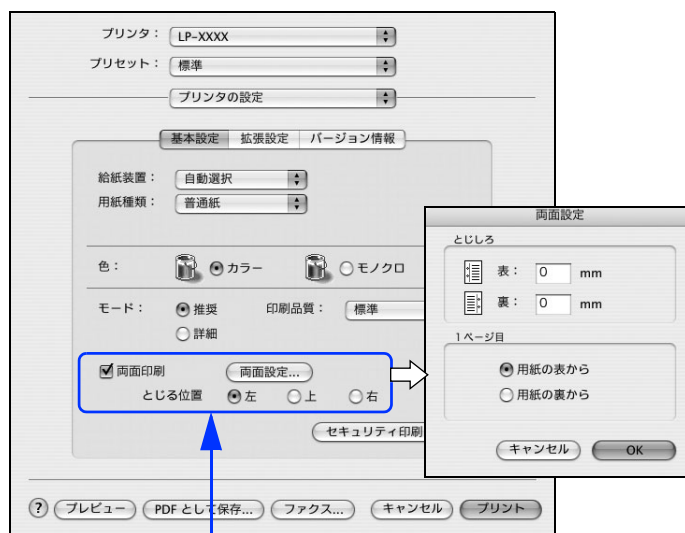 プリンタ： LP-XXXX
プリセット： 標準
プリンタの設定
基本設定 拡張設定 バージョン情報
給紙装置： 自動選択
用紙種類： 普通紙
色： カラー モノクロ
モード： 推奨 印刷品質： 標準
詳細
両面印刷 両面設定...
とじる位置 左 上 右
セキュリティ印刷
? プレビュー PDF として保存... ファクス... キャンセル プリント
両面設定
とじしろ
表： 0 mm
裏： 0 mm
1ページ目
用紙の表から
用紙の裏から
キャンセル OK